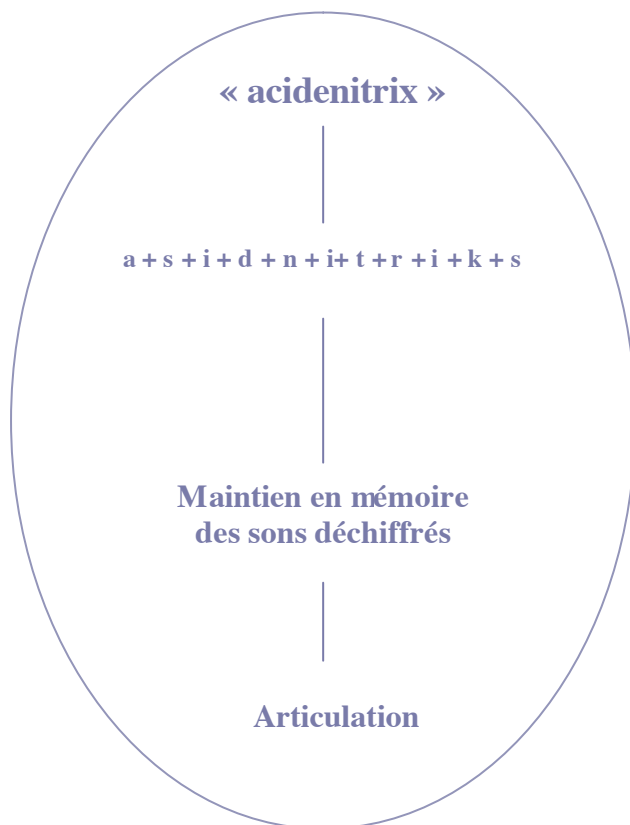 « acidenitrix »
a + s + i + d + n + i+ t +r + i + k + s
Maintien en mémoire
des sons déchiffrés
Articulation